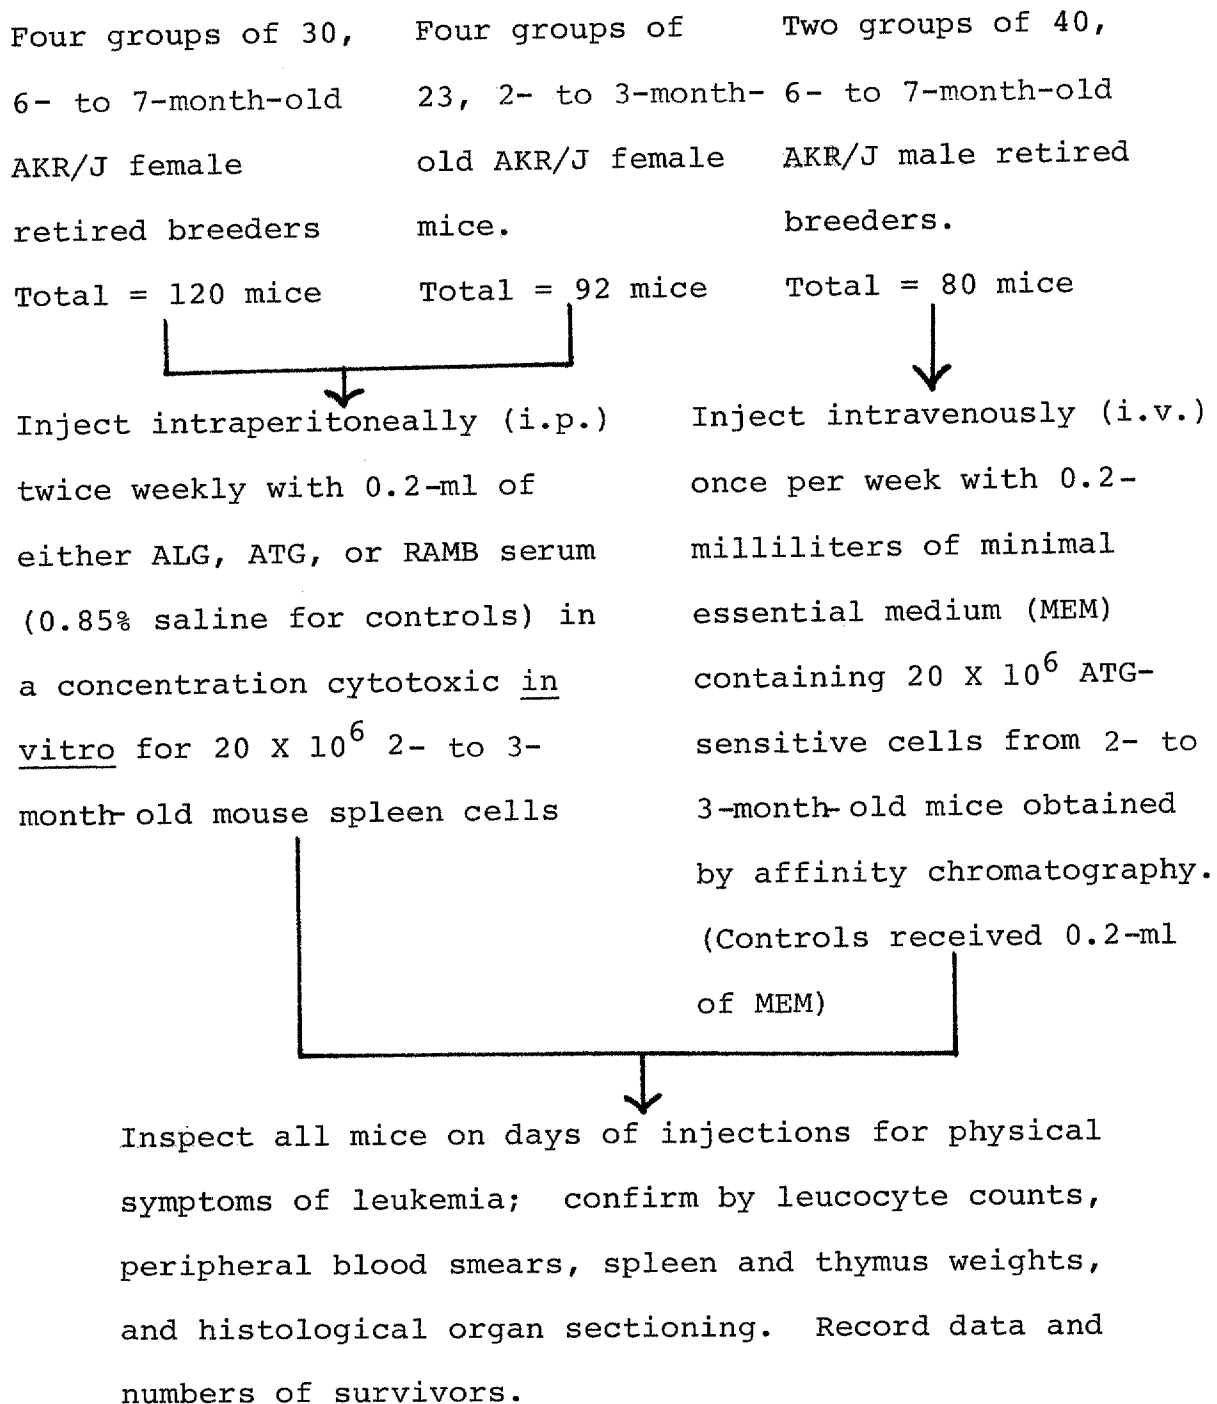 Four groups of 30,
6- to 7-month-old
AKR/J female
retired breeders
Total = 120 mice
Four groups of
23, 2- to 3-month-
old AKR/J female
mice.
Total = 92 mice
Two groups of 40,
6- to 7-month-old
AKR/J male retired
breeders.
Total = 80 mice
Inject intraperitoneally (i.p.)
twice weekly with 0.2-ml of
either ALG, ATG, or RAMB serum
(0.85% saline for controls) in
a concentration cytotoxic in
vitro for 20 X 10⁶ 2- to 3-
month-old mouse spleen cells
Inject intravenously (i.v.)
once per week with 0.2-
milliliters of minimal
essential medium (MEM)
containing 20 X 10⁶ ATG-
sensitive cells from 2- to
3-month-old mice obtained
by affinity chromatography.
(Controls received 0.2-ml
of MEM)
Inspect all mice on days of injections for physical
symptoms of leukemia; confirm by leucocyte counts,
peripheral blood smears, spleen and thymus weights,
and histological organ sectioning. Record data and
numbers of survivors.